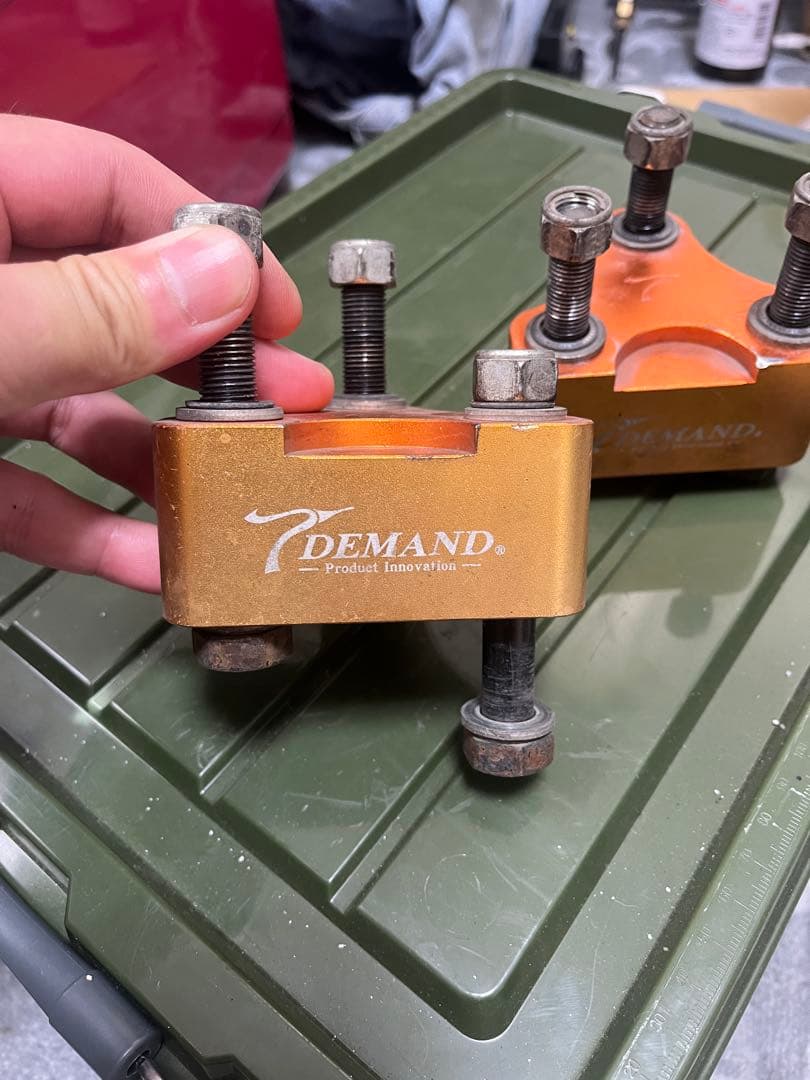 T DEMAND®
— Product Innovation —
DEMAND.